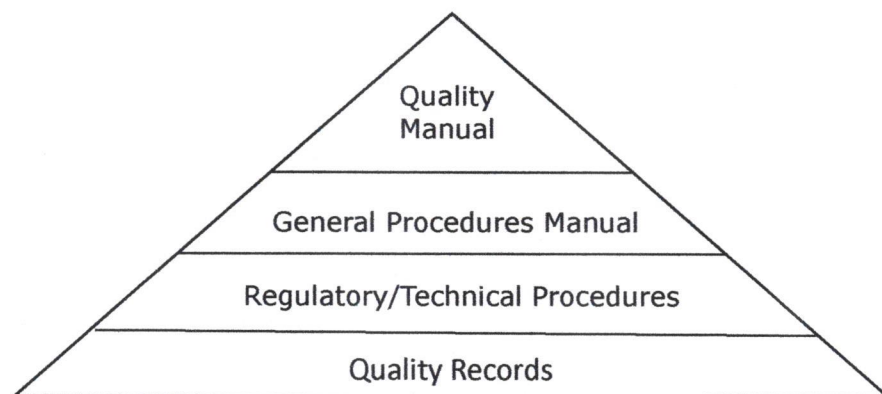 Quality
Manual
General Procedures Manual
Regulatory/Technical Procedures
Quality Records